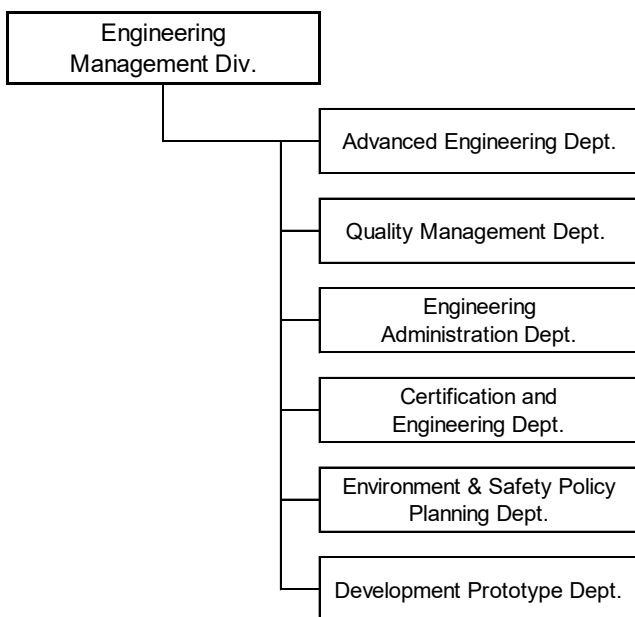 Engineering
Management Div.
Advanced Engineering Dept.
Quality Management Dept.
Engineering
Administration Dept.
Certification and
Engineering Dept.
Environment & Safety Policy
Planning Dept.
Development Prototype Dept.